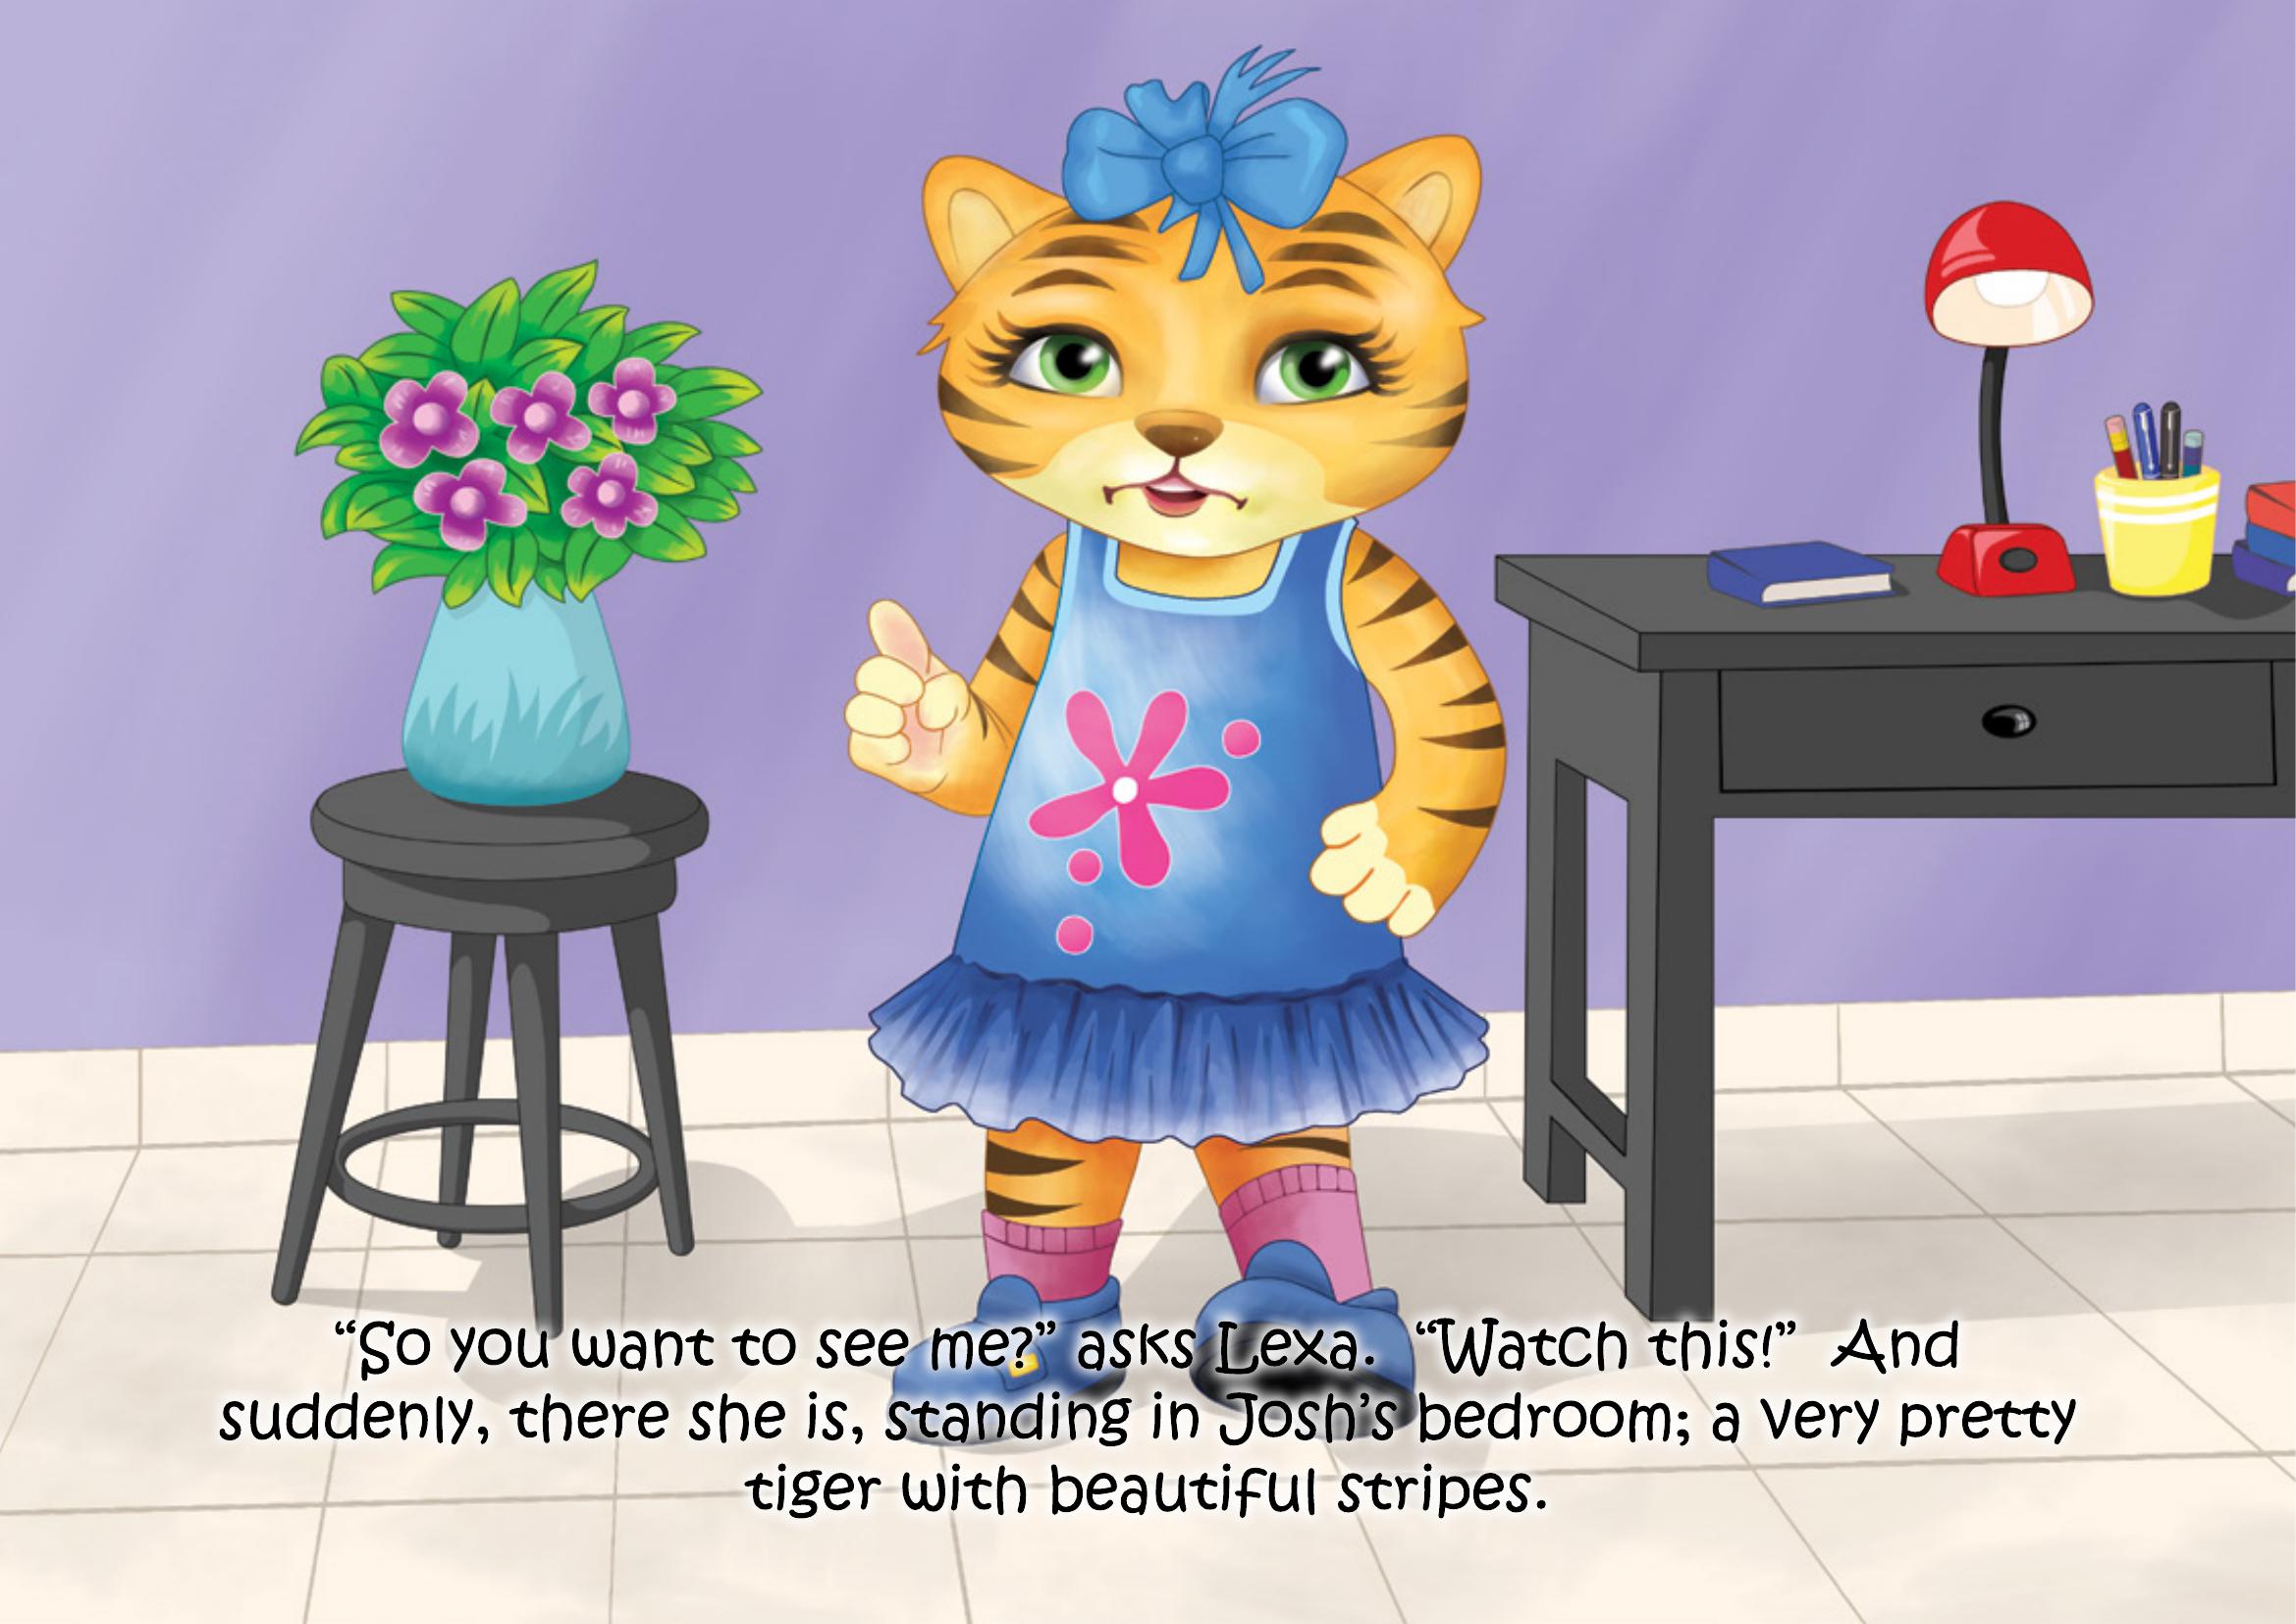 “So you want to see me?” asks Lexa.  “Watch this!”  And
suddenly, there she is, standing in Josh’s bedroom; a very pretty
tiger with beautiful stripes.